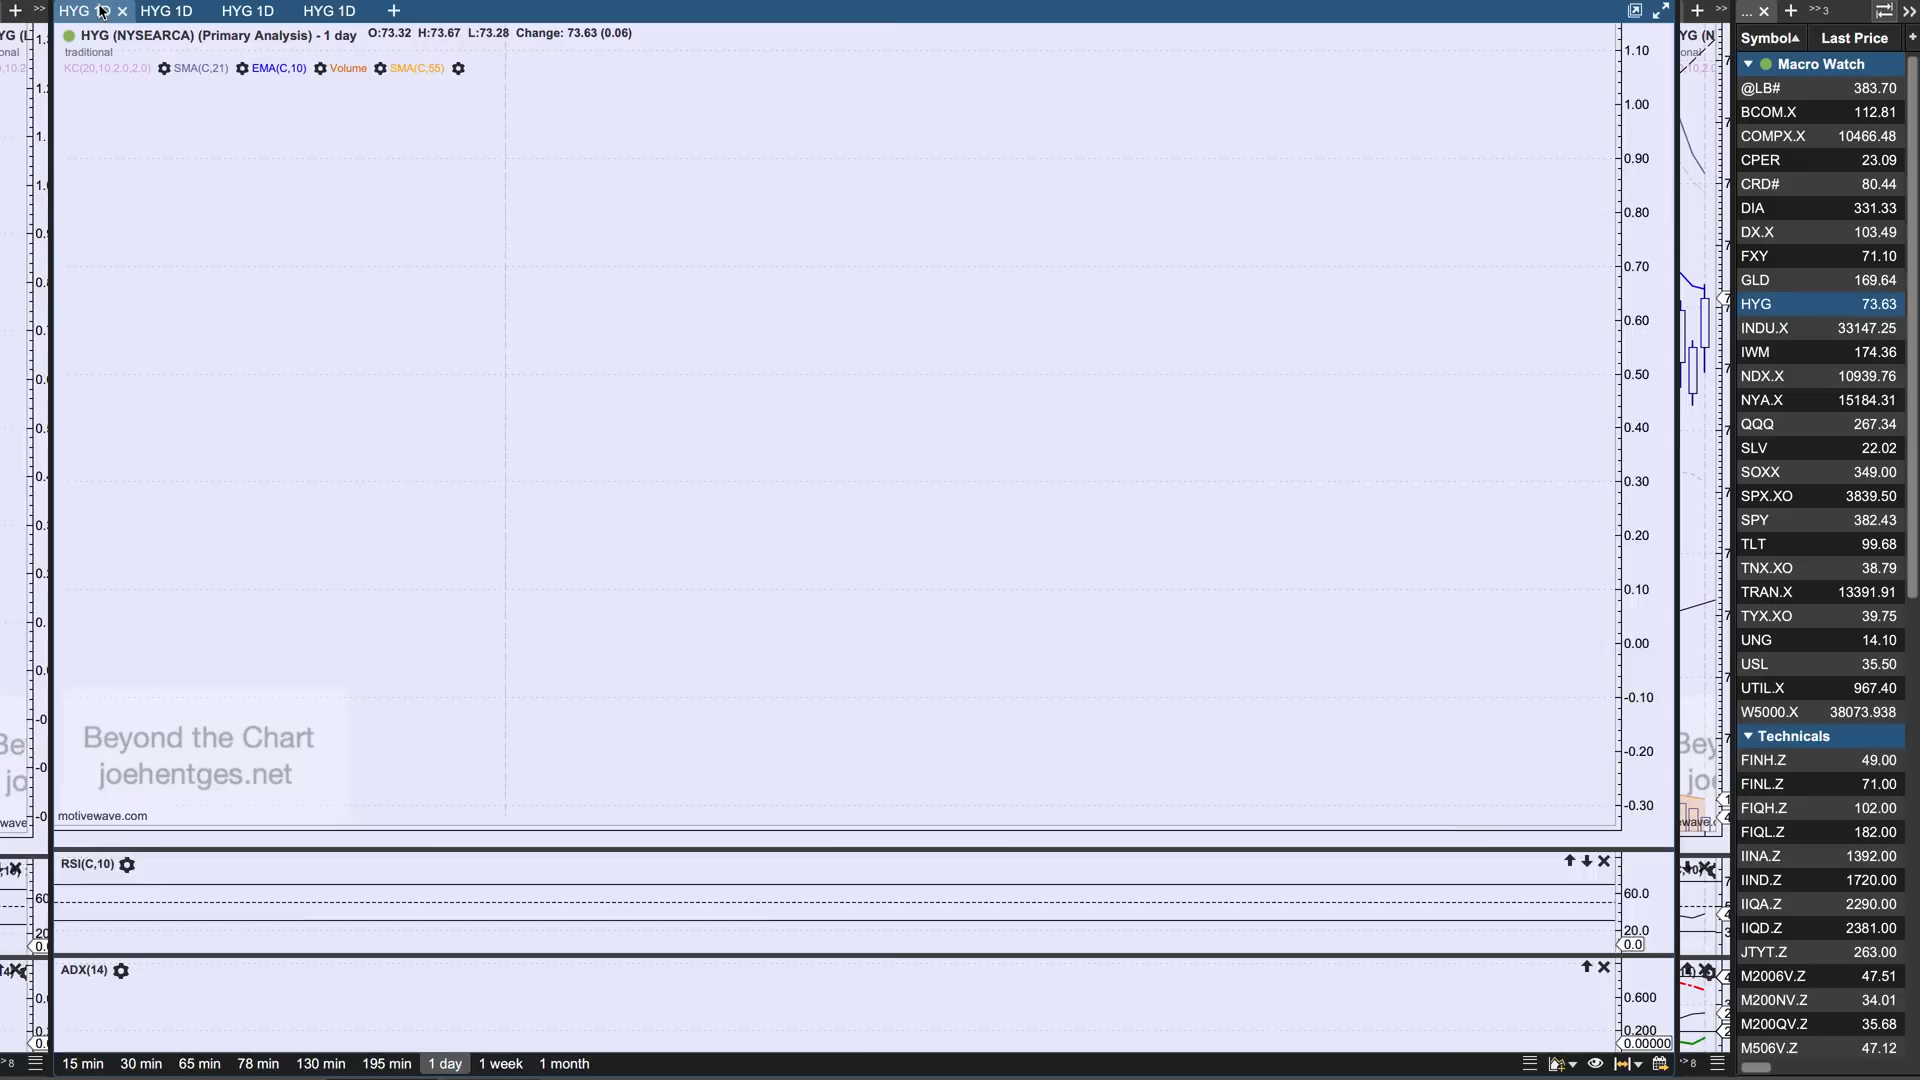 HYG 1D HYG 1D HYG 1D HYG 1D
HYG (NYSEARCA) (Primary Analysis) - 1 day O:73.32 H:73.67 L:73.28 Change: 73.63 (0.06)
traditional
KC(20,10.2.0,2.0) SMA(C,21) EMA(C,10) Volume SMA(C,55)
1.10
1.00
0.90
0.80
0.70
0.60
0.50
0.40
0.30
0.20
0.10
0.00
-0.10
-0.20
-0.30
Beyond the Chart
joehentges.net
motivewave.com
RSI(C,10)
60.0
20.0
0.0
ADX(14)
0.600
0.200
0.00000
15 min 30 min 65 min 78 min 130 min 195 min 1 day 1 week 1 month
Symbol Last Price
Macro Watch
@LB# 383.70
BCOM.X 112.81
COMPX.X 10466.48
CPER 23.09
CRD# 80.44
DIA 331.33
DX.X 103.49
FXY 71.10
GLD 169.64
HYG 73.63
INDU.X 33147.25
IWM 174.36
NDX.X 10939.76
NYA.X 15184.31
QQQ 267.34
SLV 22.02
SOXX 349.00
SPX.XO 3839.50
SPY 382.43
TLT 99.68
TNX.XO 38.79
TRAN.X 13391.91
TYX.XO 39.75
UNG 14.10
USL 35.50
UTIL.X 967.40
W5000.X 38073.938
Technicals
FINH.Z 49.00
FINL.Z 71.00
FIQH.Z 102.00
FIQL.Z 182.00
IINA.Z 1392.00
IIND.Z 1720.00
IIQA.Z 2290.00
IIQD.Z 2381.00
JTYT.Z 263.00
M2006V.Z 47.51
M200NV.Z 34.01
M200QV.Z 35.68
M506V.Z 47.12